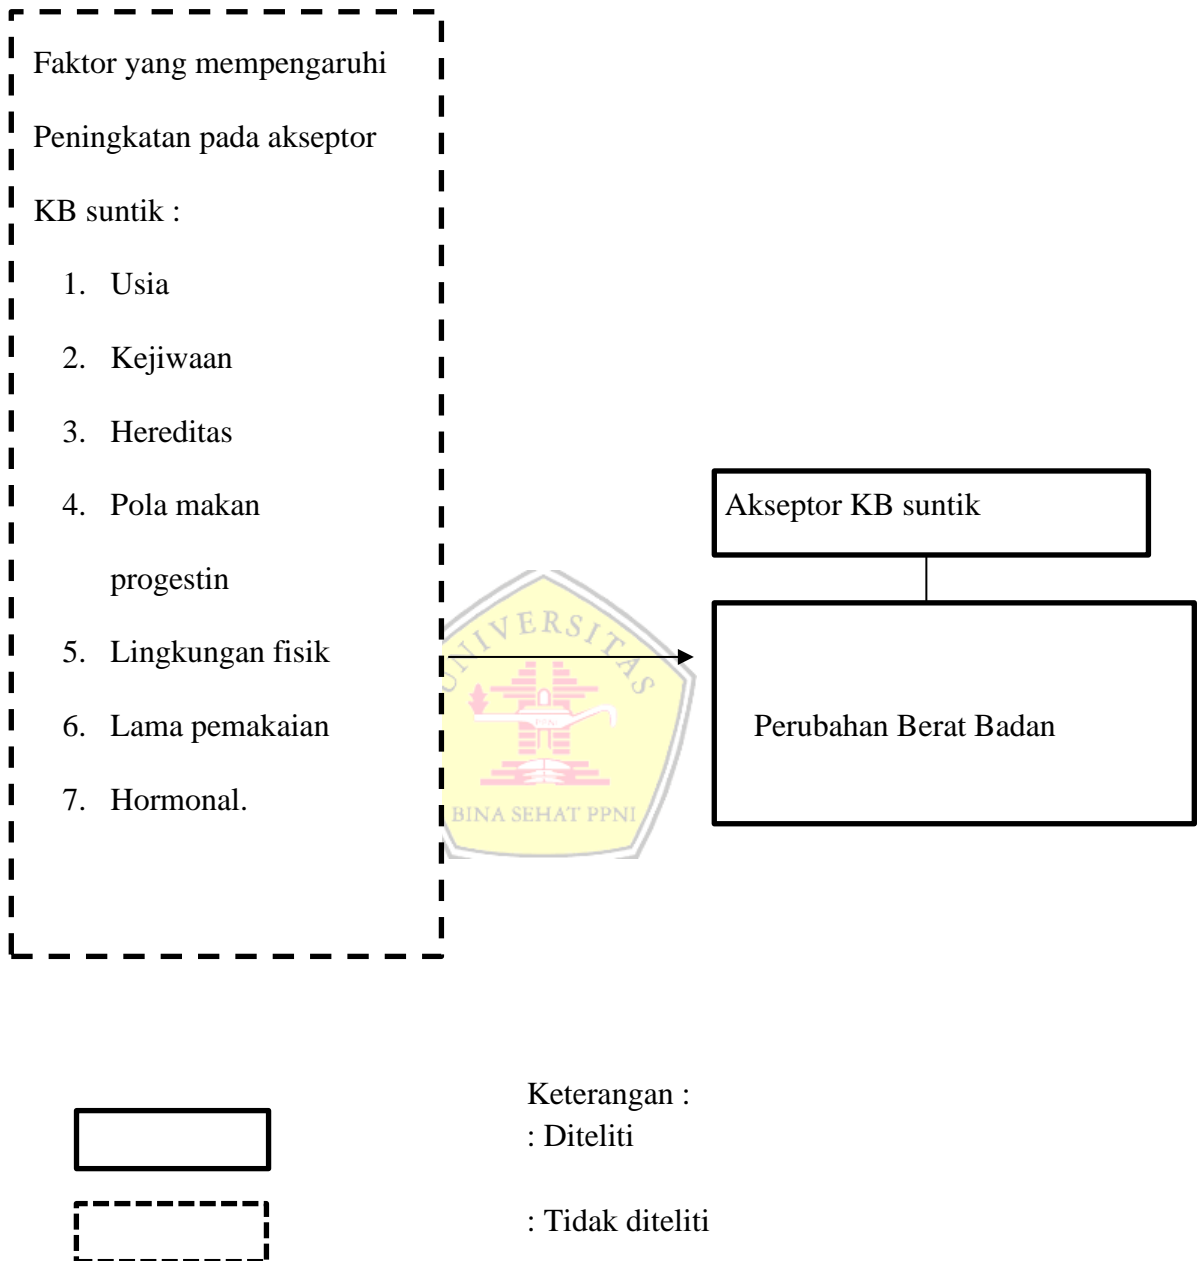 Faktor yang mempengaruhi
Peningkatan pada akseptor
KB suntik :
1. Usia
2. Kejiwaan
3. Hereditas
4. Pola makan
progestin
5. Lingkungan fisik
6. Lama pemakaian
7. Hormonal.
Akseptor KB suntik
Perubahan Berat Badan
UNIVERSITAS
PPNI
BINA SEHAT PPNI
Keterangan :
: Diteliti
: Tidak diteliti